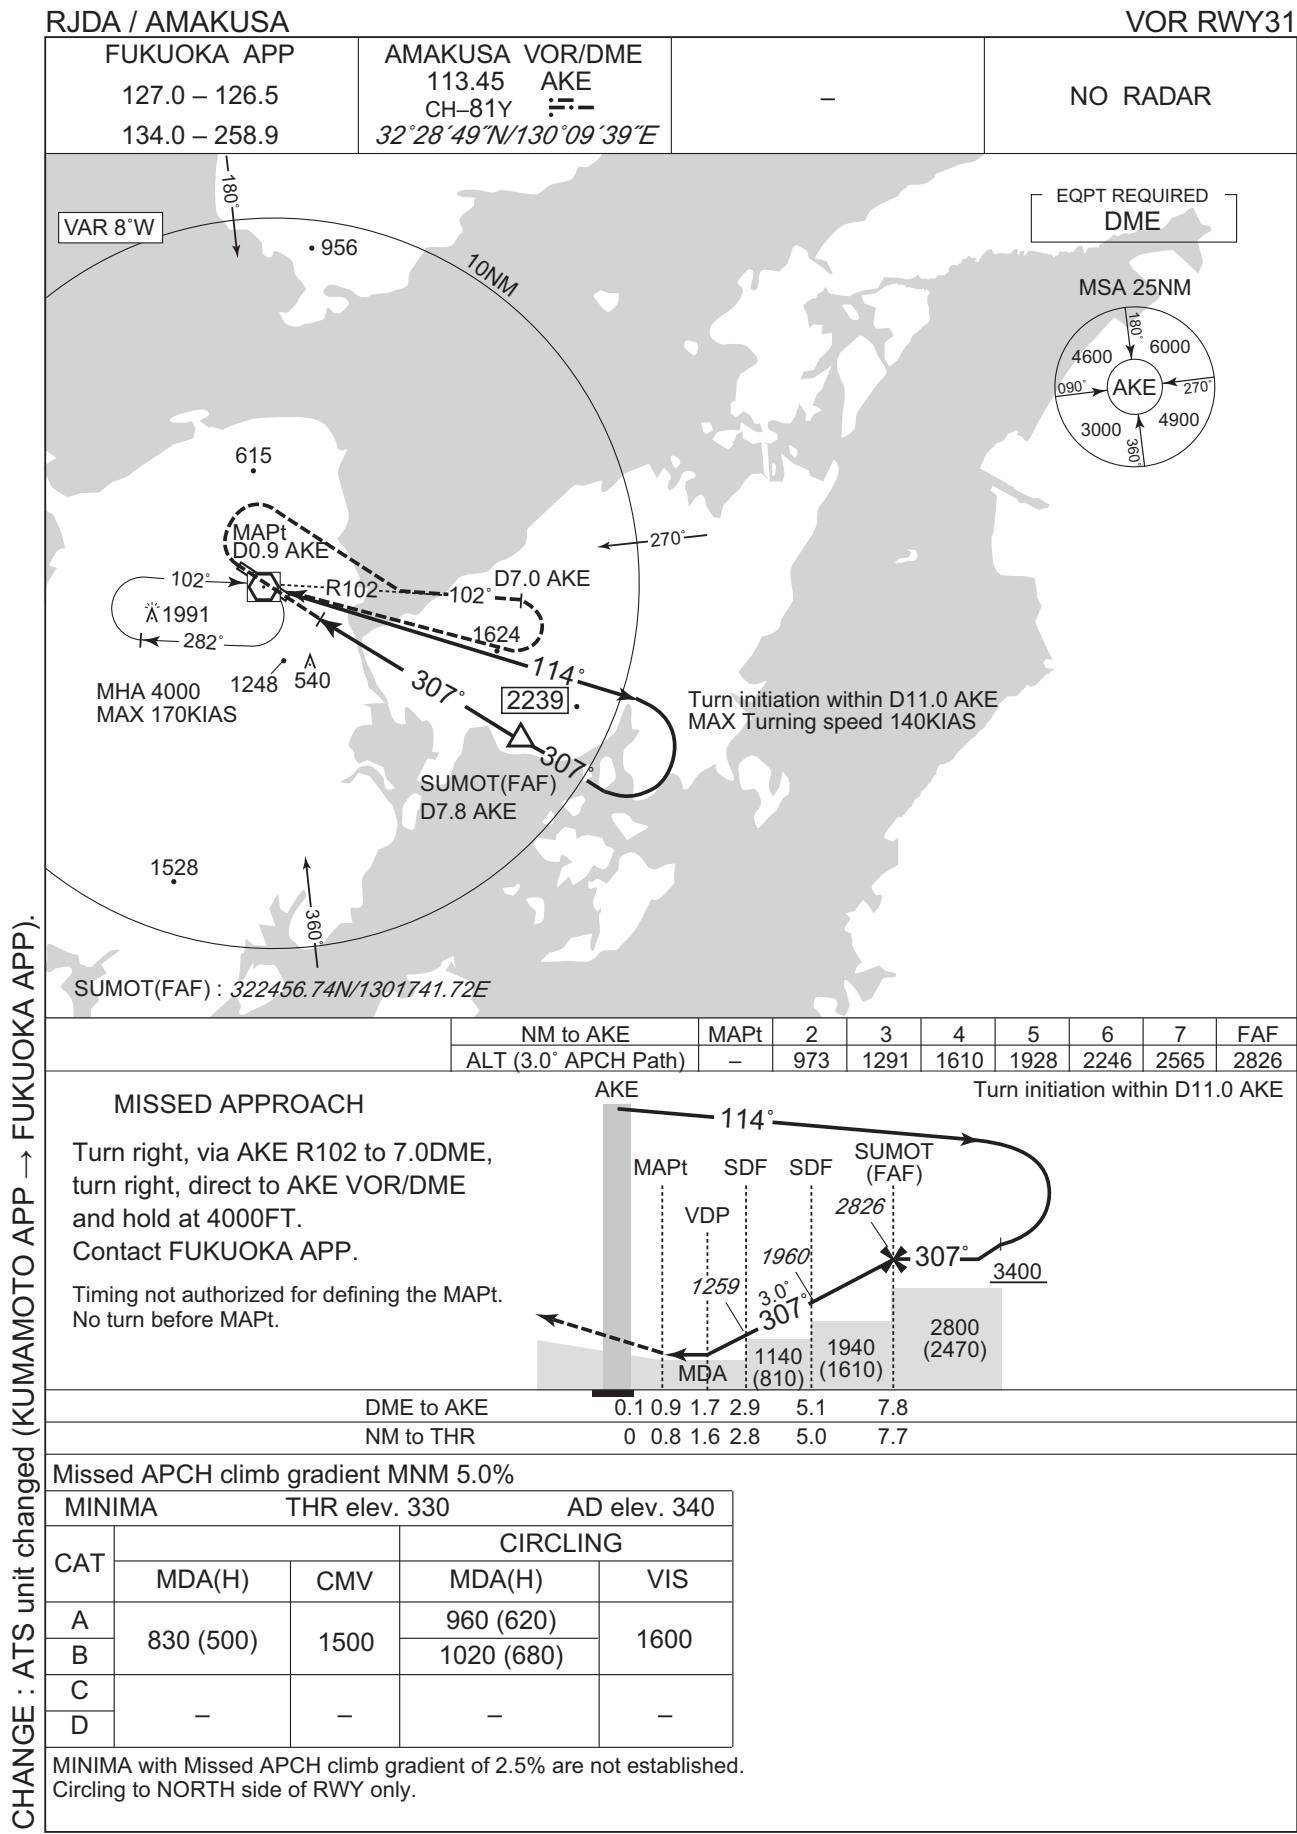 RJDA / AMAKUSA
VOR RWY31
FUKUOKA APP
127.0 – 126.5
134.0 – 258.9
AMAKUSA VOR/DME
113.45 AKE
CH–81Y
32°28´49˝N/130°09´39˝E
–
NO RADAR
VAR 8°W
180°
956
10NM
EQPT REQUIRED
DME
MSA 25NM
180°
4600
6000
090°
AKE
270°
3000
4900
360°
615
MAPt
D0.9 AKE
270°
102°
R102
102°
D7.0 AKE
1991
282°
1624
114°
MHA 4000
MAX 170KIAS
1248
540
307°
2239
Turn initiation within D11.0 AKE
MAX Turning speed 140KIAS
307°
SUMOT(FAF)
D7.8 AKE
1528
360°
SUMOT(FAF) : 322456.74N/1301741.72E
NM to AKE MAPt 2 3 4 5 6 7 FAF
ALT (3.0° APCH Path) – 973 1291 1610 1928 2246 2565 2826
MISSED APPROACH
Turn right, via AKE R102 to 7.0DME,
turn right, direct to AKE VOR/DME
and hold at 4000FT.
Contact FUKUOKA APP.
Timing not authorized for defining the MAPt.
No turn before MAPt.
AKE
Turn initiation within D11.0 AKE
114°
MAPt
SDF
SDF
SUMOT
(FAF)
VDP
2826
1960
307°
3400
1259
3.0°
307°
MDA
1140
(810)
1940
(1610)
2800
(2470)
DME to AKE 0.1 0.9 1.7 2.9 5.1 7.8
NM to THR 0 0.8 1.6 2.8 5.0 7.7
Missed APCH climb gradient MNM 5.0%
MINIMA THR elev. 330 AD elev. 340
CAT
CIRCLING
MDA(H) CMV MDA(H) VIS
A
830 (500)
1500
960 (620)
1600
B
1020 (680)
C
– – – –
D
MINIMA with Missed APCH climb gradient of 2.5% are not established.
Circling to NORTH side of RWY only.
CHANGE : ATS unit changed (KUMAMOTO APP → FUKUOKA APP).